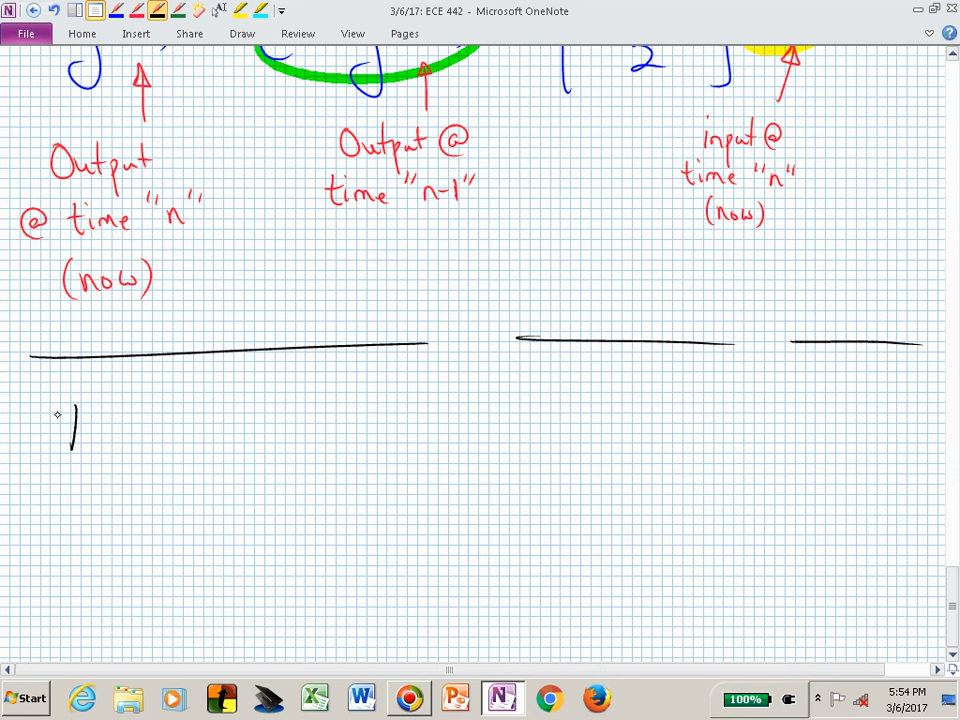 3/6/17: ECE 442 - Microsoft OneNote
File Home Insert Share Draw Review View Pages
2
Output
@ time "n"
(now)
Output @
time "n-1"
input @
time "n"
(now)
Start
100%
5:54 PM
3/6/2017